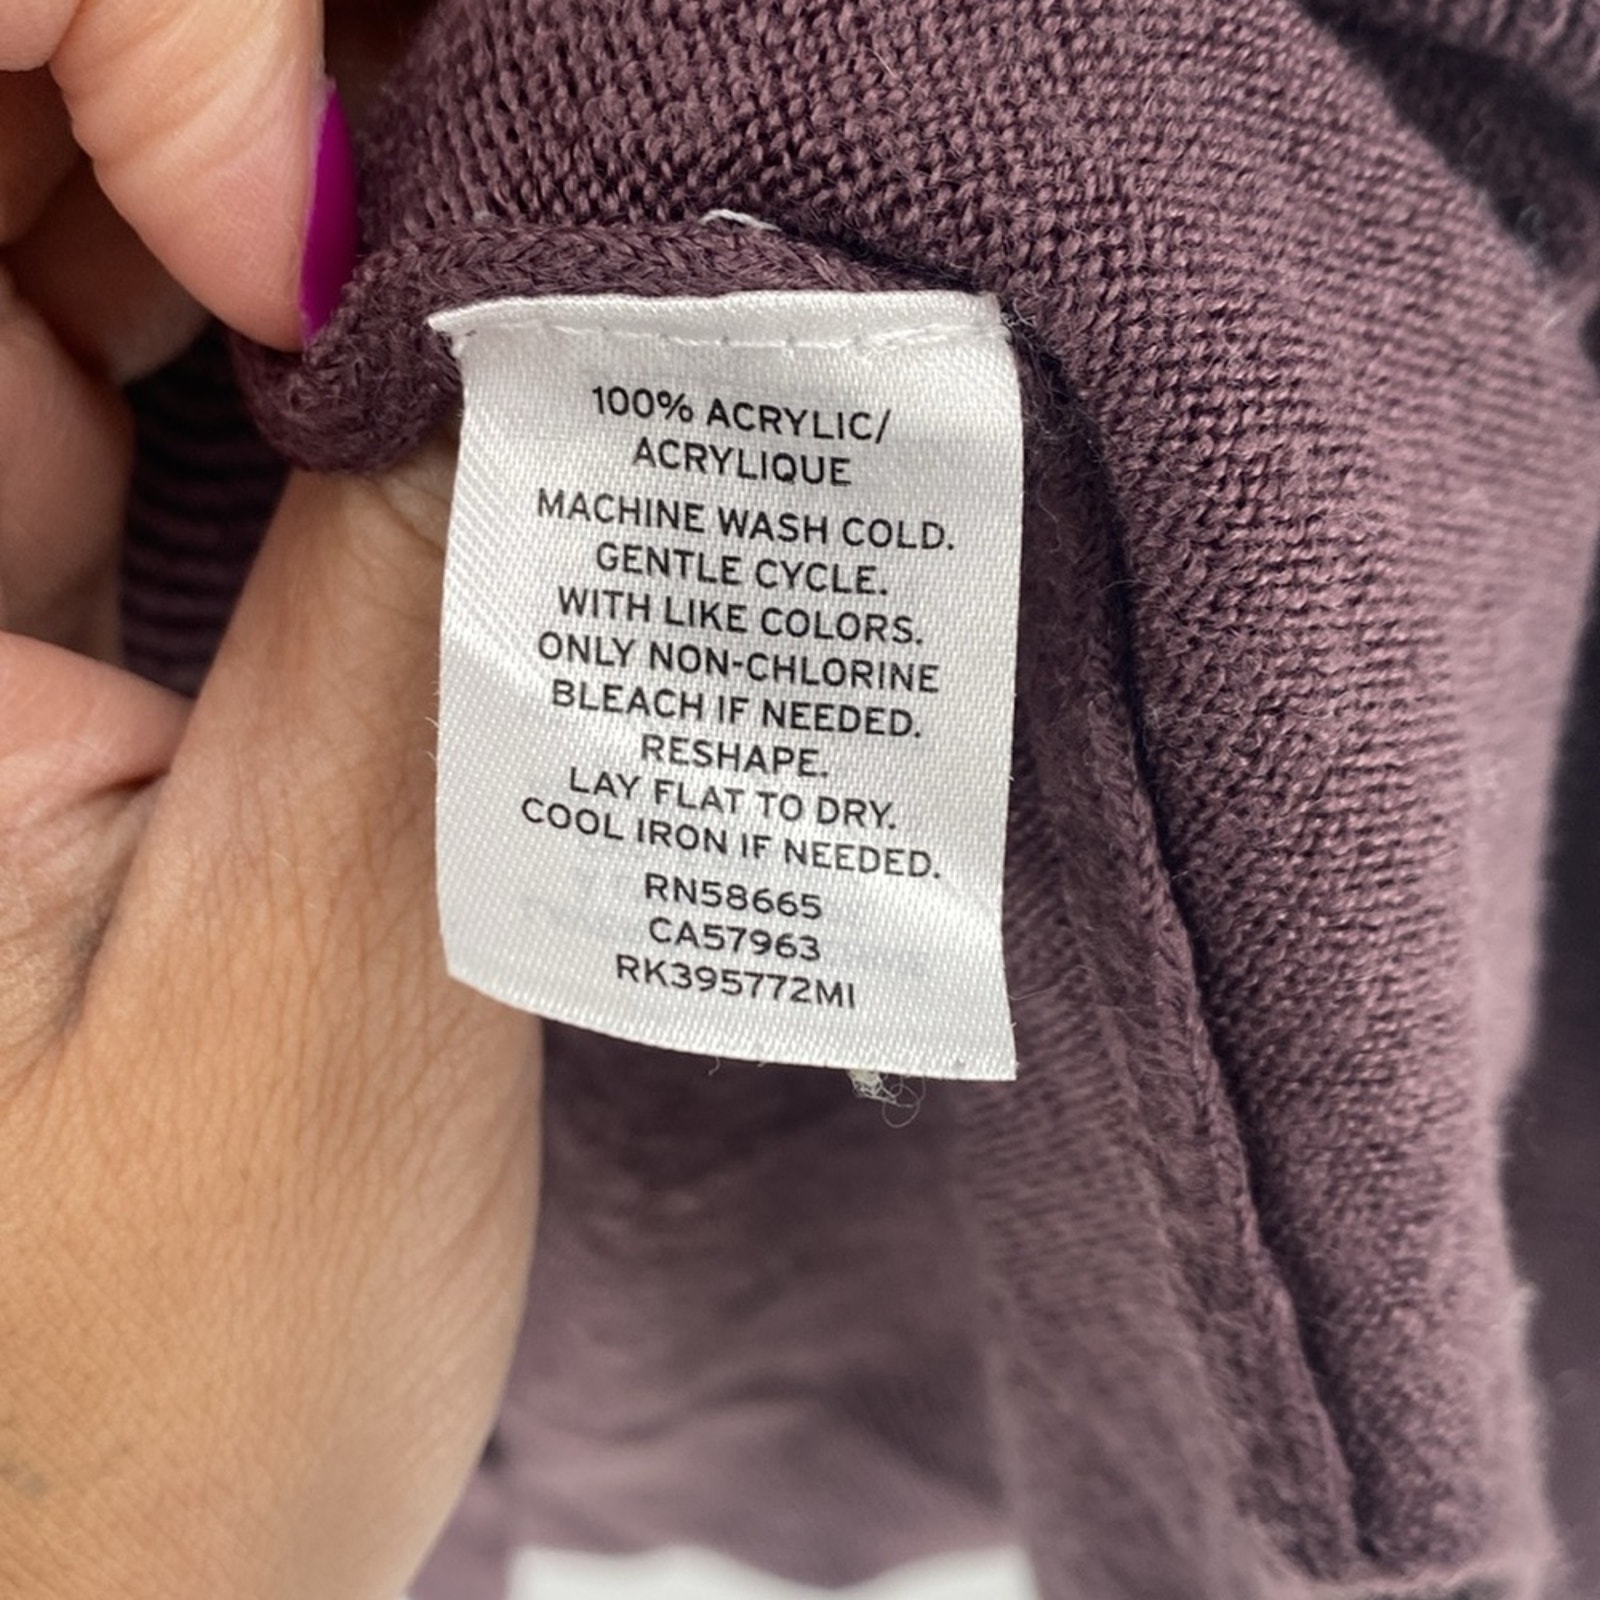 100% ACRYLIC/
ACRYLIQUE
MACHINE WASH COLD.
GENTLE CYCLE.
WITH LIKE COLORS.
ONLY NON-CHLORINE
BLEACH IF NEEDED.
RESHAPE.
LAY FLAT TO DRY.
COOL IRON IF NEEDED.
RN58665
CA57963
RK395772MI